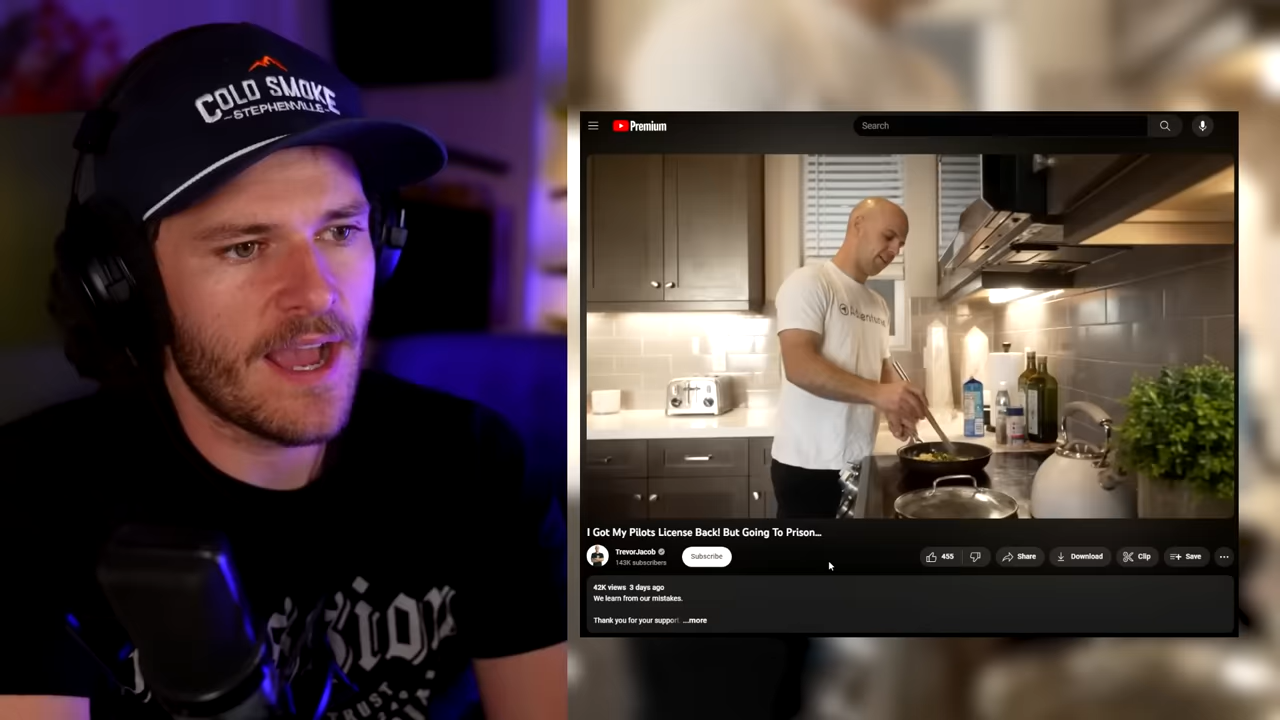 COLD SMOKE
-STEPHENVILLE-
TRUST
Premium
Search
I Got My Pilots License Back! But Going To Prison...
TrevorJacob
143K subscribers
Subscribe
455
Share
Download
Clip
Save
42K views 3 days ago
We learn from our mistakes.
Thank you for your support ...more